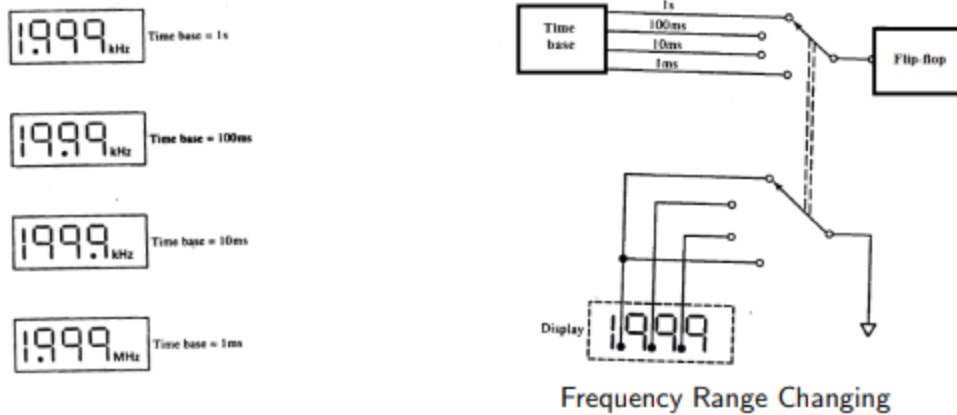 1.999 kHz Time base = 1s
19.99 kHz Time base = 100ms
199.9 kHz Time base = 10ms
1.999 MHz Time base = 1ms
Time
base
1s
100ms
10ms
1ms
Flip-flop
Display
1999
Frequency Range Changing